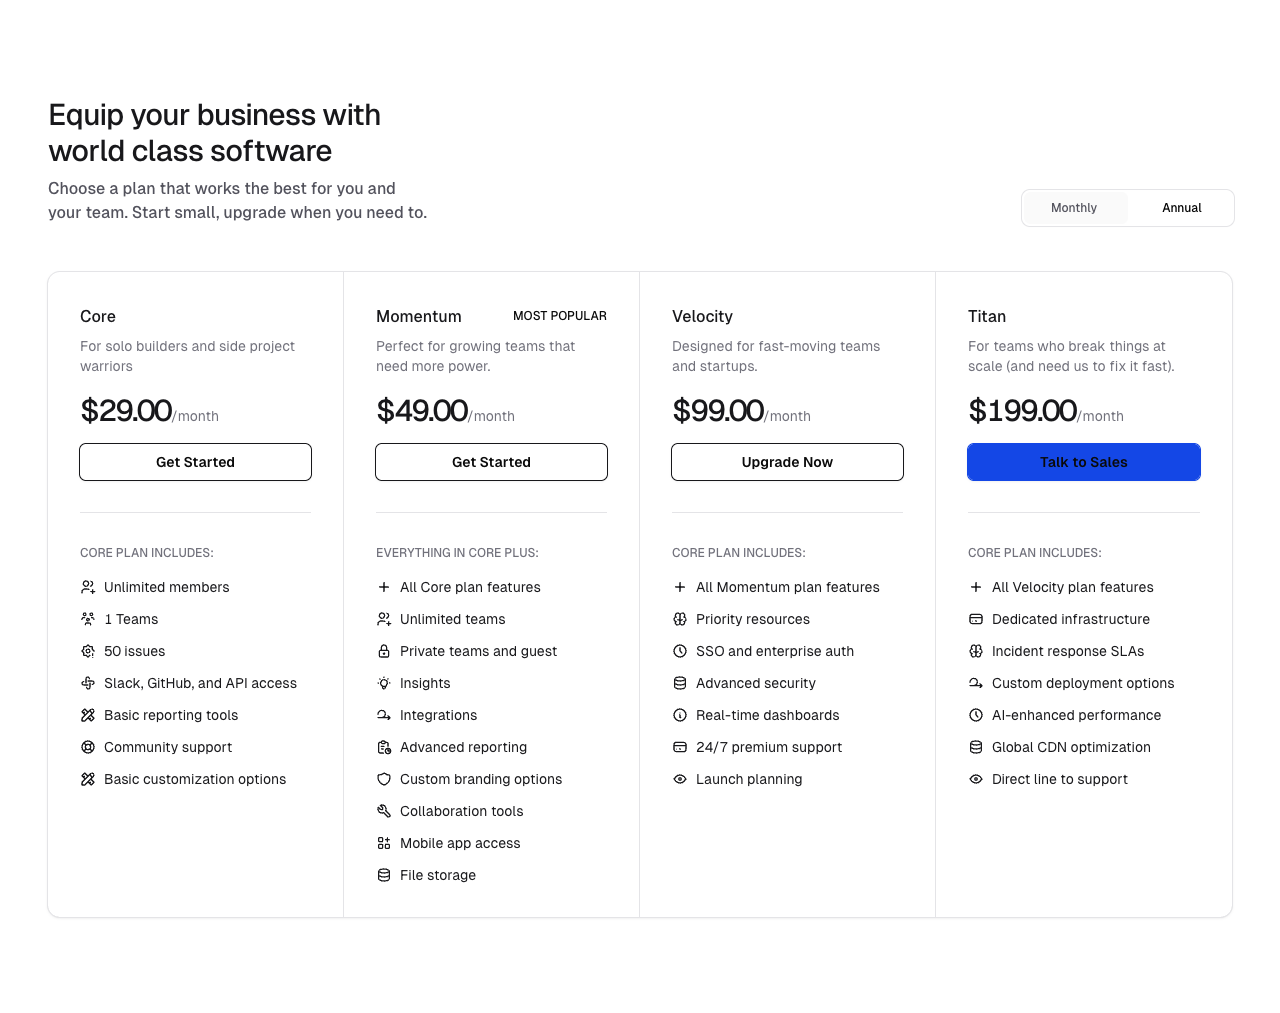 Equip your business with
world class software
Choose a plan that works the best for you and
your team. Start small, upgrade when you need to.
Monthly
Annual
Core
For solo builders and side project
warriors
$29.00/month
Get Started
CORE PLAN INCLUDES:
Unlimited members
1 Teams
50 issues
Slack, GitHub, and API access
Basic reporting tools
Community support
Basic customization options
Momentum
MOST POPULAR
Perfect for growing teams that
need more power.
$49.00/month
Get Started
EVERYTHING IN CORE PLUS:
All Core plan features
Unlimited teams
Private teams and guest
Insights
Integrations
Advanced reporting
Custom branding options
Collaboration tools
Mobile app access
File storage
Velocity
Designed for fast-moving teams
and startups.
$99.00/month
Upgrade Now
CORE PLAN INCLUDES:
All Momentum plan features
Priority resources
SSO and enterprise auth
Advanced security
Real-time dashboards
24/7 premium support
Launch planning
Titan
For teams who break things at
scale (and need us to fix it fast).
$199.00/month
Talk to Sales
CORE PLAN INCLUDES:
All Velocity plan features
Dedicated infrastructure
Incident response SLAs
Custom deployment options
AI-enhanced performance
Global CDN optimization
Direct line to support